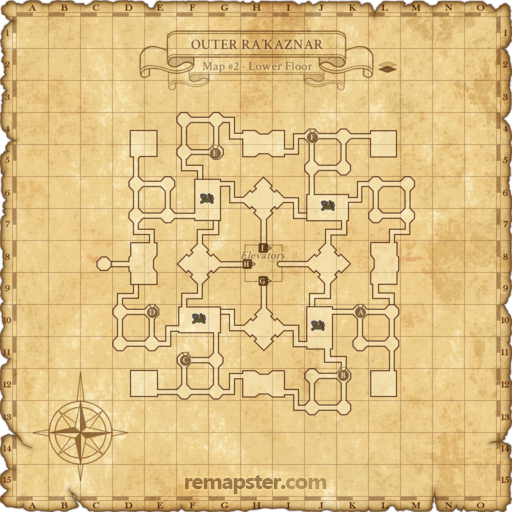 A B C D E F G H I J K L M N O
OUTER RA'KAZNAR
Map #2 - Lower Floor
1
2
3
4
5
6
7
8
9
10
11
12
13
14
15
F
E
I
Elevators
H
G
D
A
C
B
remapster.com
A B C D E F G H I J K L M N O